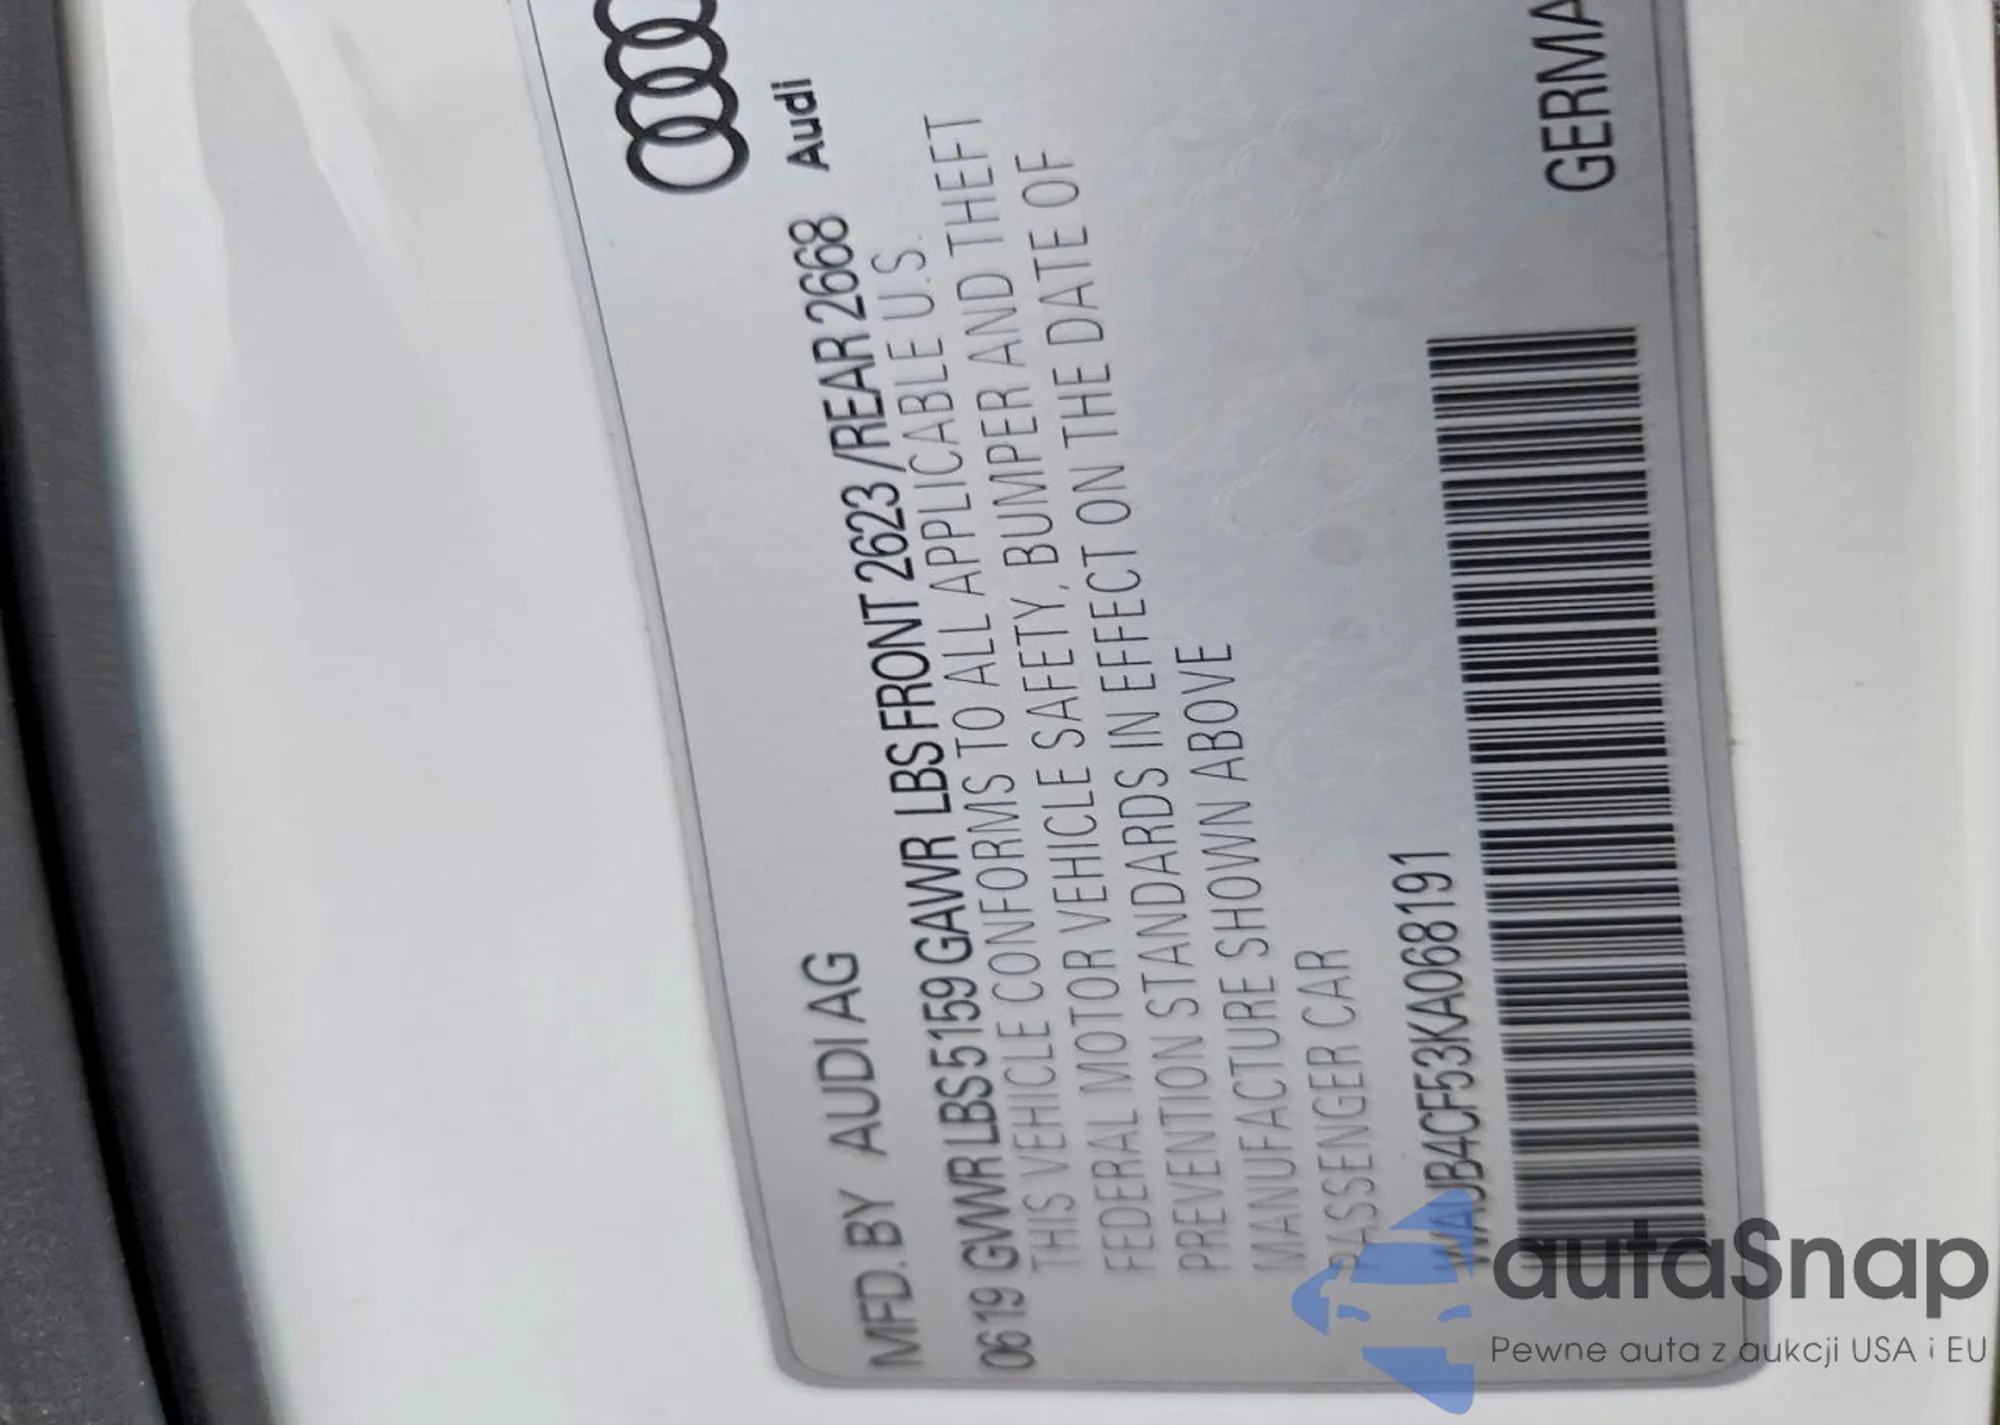 MFD. BY AUDI AG
0619 GVWR LBS 5159 GAWR LBS FRONT 2623 /REAR 2668
Audi
THIS VEHICLE CONFORMS TO ALL APPLICABLE U.S.
FEDERAL MOTOR VEHICLE SAFETY, BUMPER AND THEFT
PREVENTION STANDARDS IN EFFECT ON THE DATE OF
MANUFACTURE SHOWN ABOVE
PASSENGER CAR
WAUB4CF53KA068191
GERMA
autaSnap
Pewne auta z aukcji USA i EU